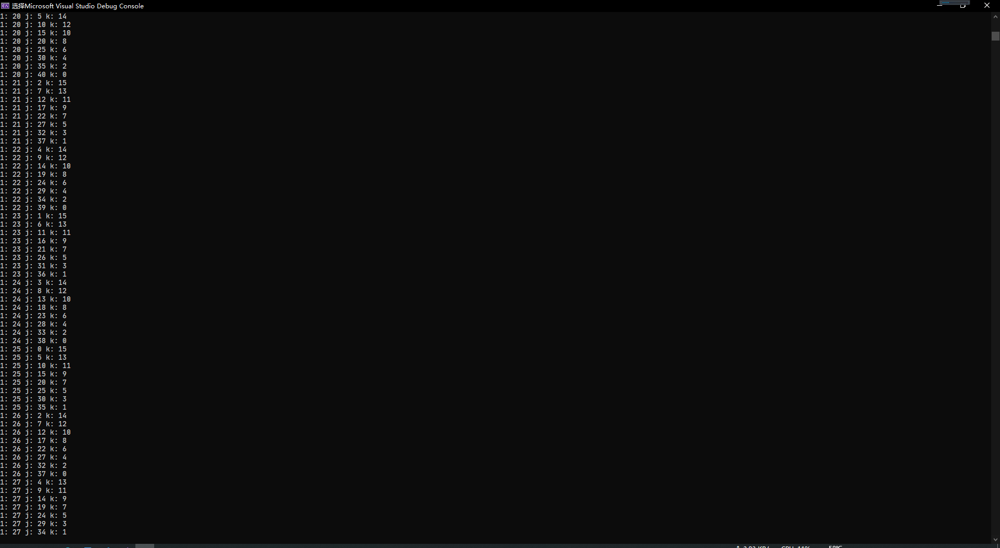 选择Microsoft Visual Studio Debug Console
1: 20 j: 5 k: 14
1: 20 j: 10 k: 12
1: 20 j: 15 k: 10
1: 20 j: 20 k: 8
1: 20 j: 25 k: 6
1: 20 j: 30 k: 4
1: 20 j: 35 k: 2
1: 20 j: 40 k: 0
1: 21 j: 2 k: 15
1: 21 j: 7 k: 13
1: 21 j: 12 k: 11
1: 21 j: 17 k: 9
1: 21 j: 22 k: 7
1: 21 j: 27 k: 5
1: 21 j: 32 k: 3
1: 21 j: 37 k: 1
1: 22 j: 4 k: 14
1: 22 j: 9 k: 12
1: 22 j: 14 k: 10
1: 22 j: 19 k: 8
1: 22 j: 24 k: 6
1: 22 j: 29 k: 4
1: 22 j: 34 k: 2
1: 22 j: 39 k: 0
1: 23 j: 1 k: 15
1: 23 j: 6 k: 13
1: 23 j: 11 k: 11
1: 23 j: 16 k: 9
1: 23 j: 21 k: 7
1: 23 j: 26 k: 5
1: 23 j: 31 k: 3
1: 23 j: 36 k: 1
1: 24 j: 3 k: 14
1: 24 j: 8 k: 12
1: 24 j: 13 k: 10
1: 24 j: 18 k: 8
1: 24 j: 23 k: 6
1: 24 j: 28 k: 4
1: 24 j: 33 k: 2
1: 24 j: 38 k: 0
1: 25 j: 0 k: 15
1: 25 j: 5 k: 13
1: 25 j: 10 k: 11
1: 25 j: 15 k: 9
1: 25 j: 20 k: 7
1: 25 j: 25 k: 5
1: 25 j: 30 k: 3
1: 25 j: 35 k: 1
1: 26 j: 2 k: 14
1: 26 j: 7 k: 12
1: 26 j: 12 k: 10
1: 26 j: 17 k: 8
1: 26 j: 22 k: 6
1: 26 j: 27 k: 4
1: 26 j: 32 k: 2
1: 26 j: 37 k: 0
1: 27 j: 4 k: 13
1: 27 j: 9 k: 11
1: 27 j: 14 k: 9
1: 27 j: 19 k: 7
1: 27 j: 24 k: 5
1: 27 j: 29 k: 3
1: 27 j: 34 k: 1